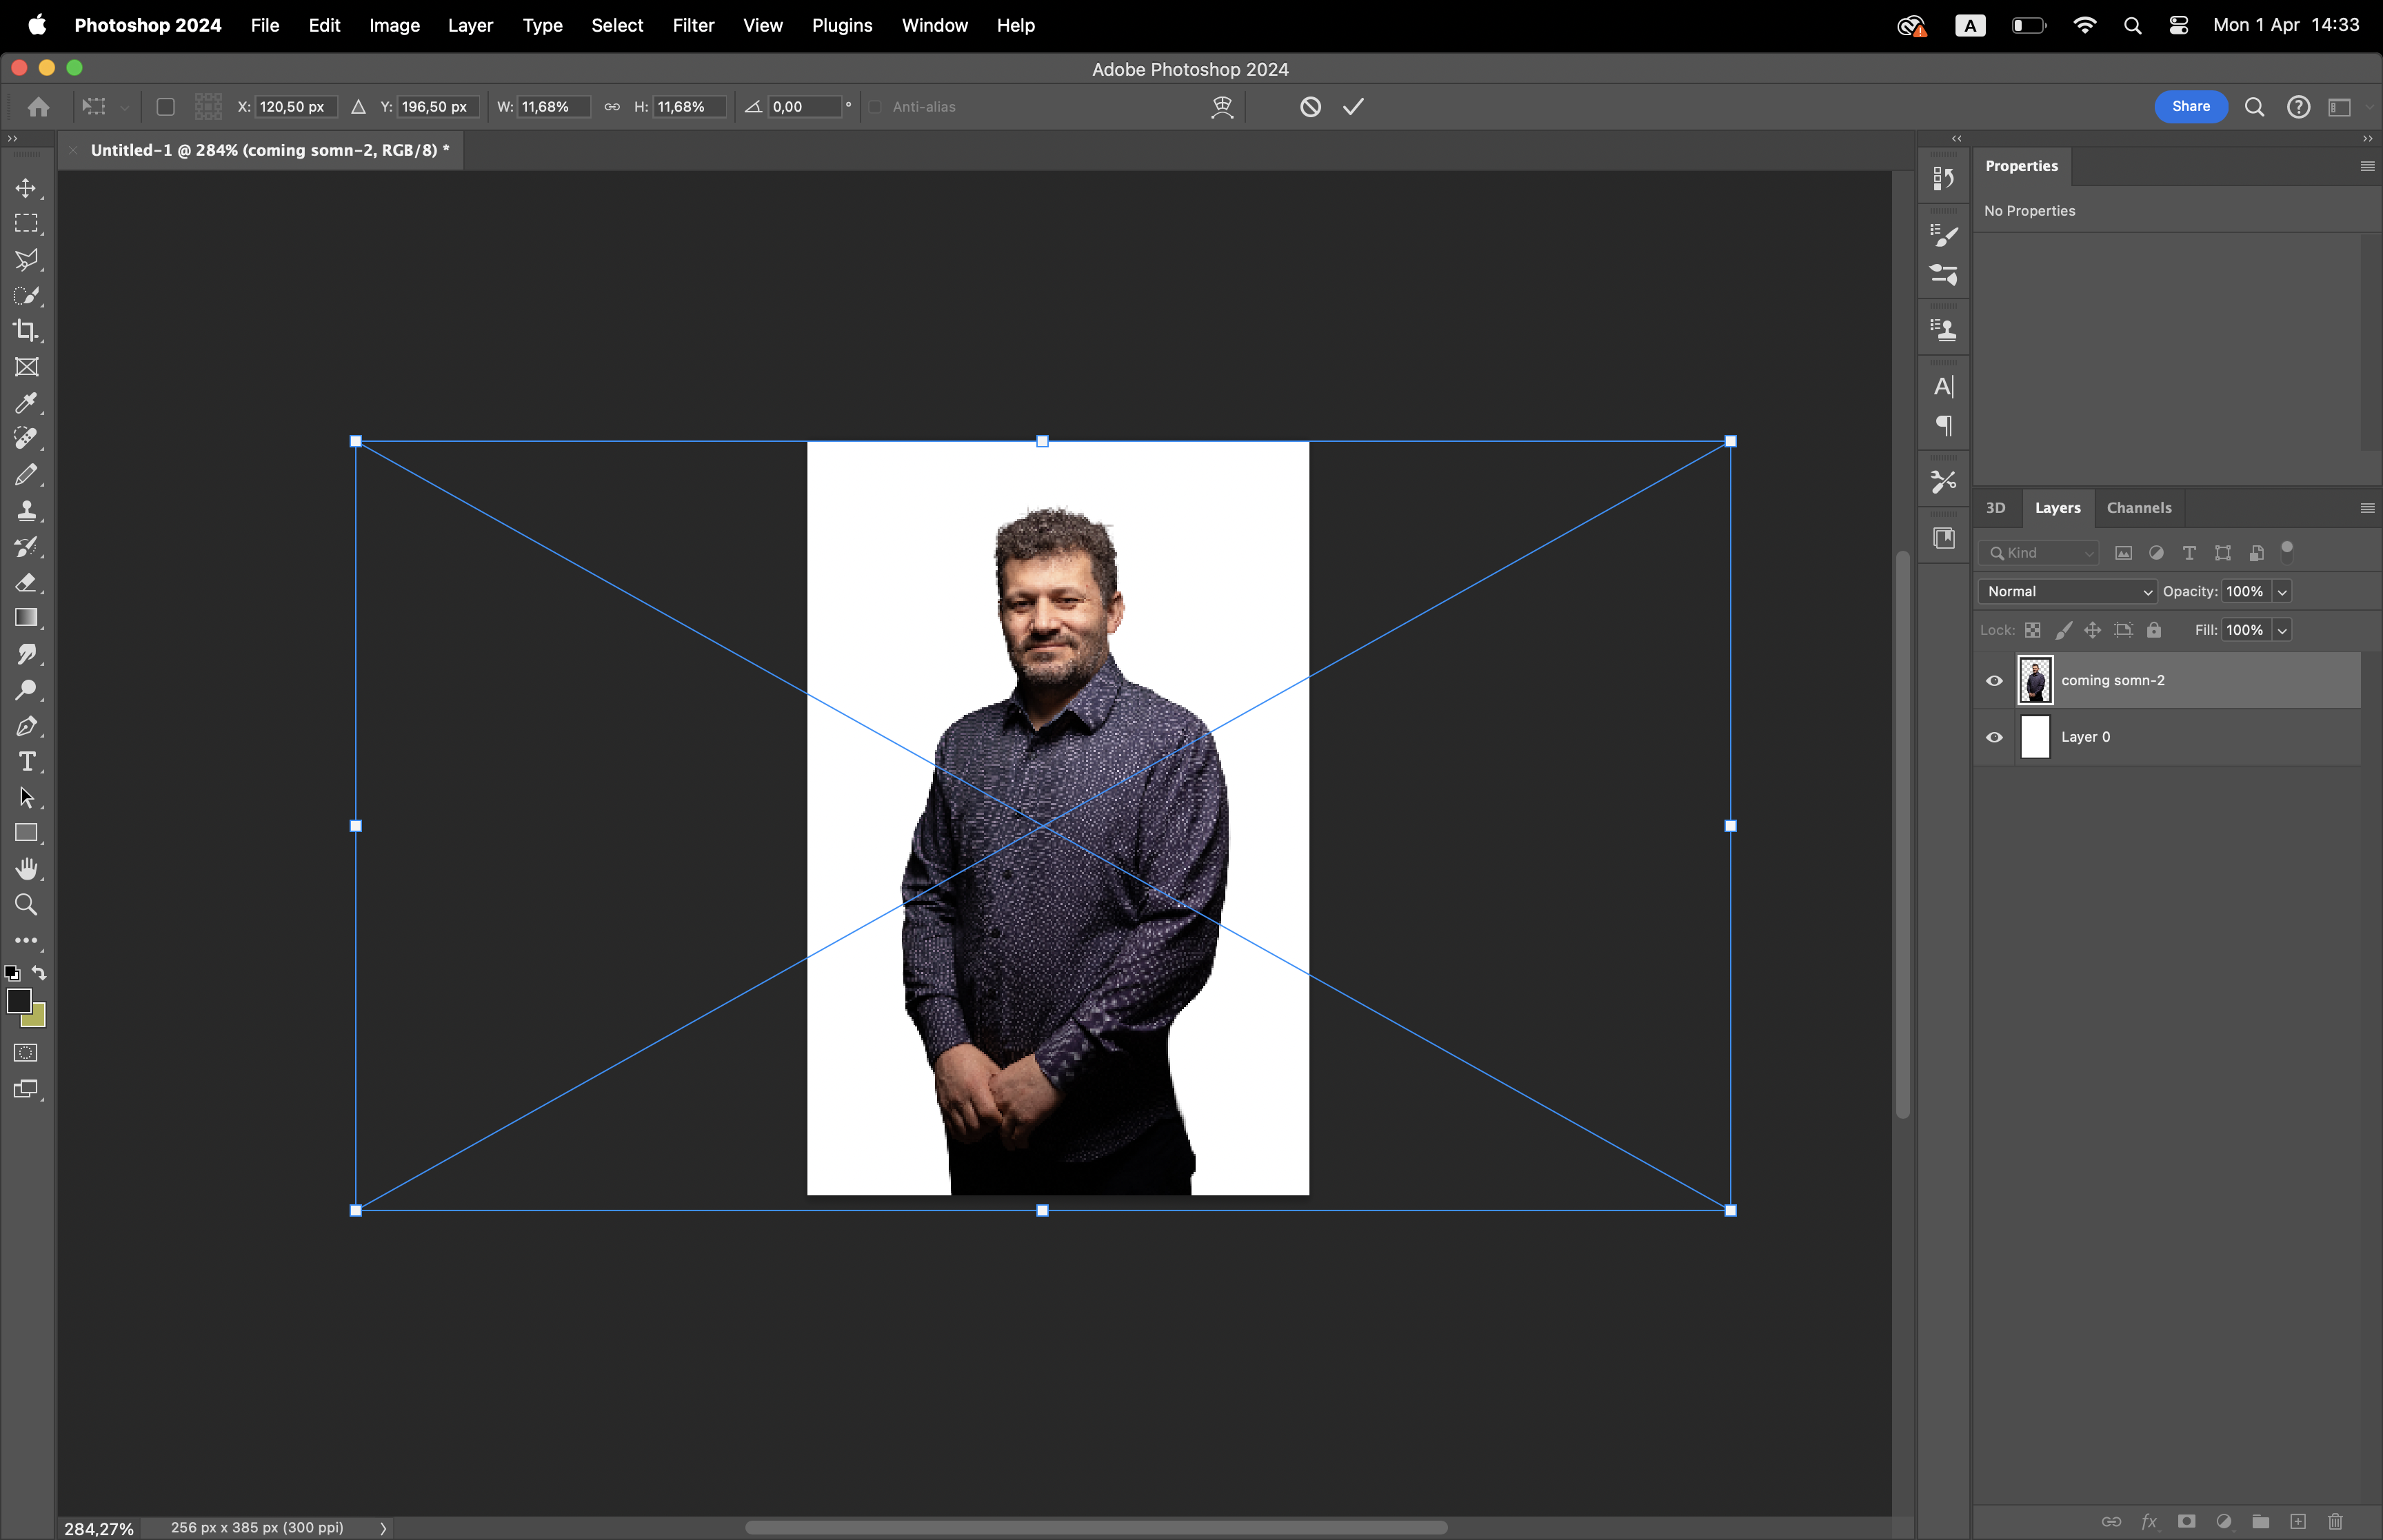 Photoshop 2024 File Edit Image Layer Type Select Filter View Plugins Window Help A Mon 1 Apr 14:33
Adobe Photoshop 2024
X: 120,50 px Y: 196,50 px W: 11,68% H: 11,68% 0,00 ° Anti-alias Share
Untitled-1 @ 284% (coming somn-2, RGB/8) *
Properties
No Properties
3D Layers Channels
Kind
Normal Opacity: 100%
Lock: Fill: 100%
coming somn-2
Layer 0
284,27% 256 px x 385 px (300 ppi)